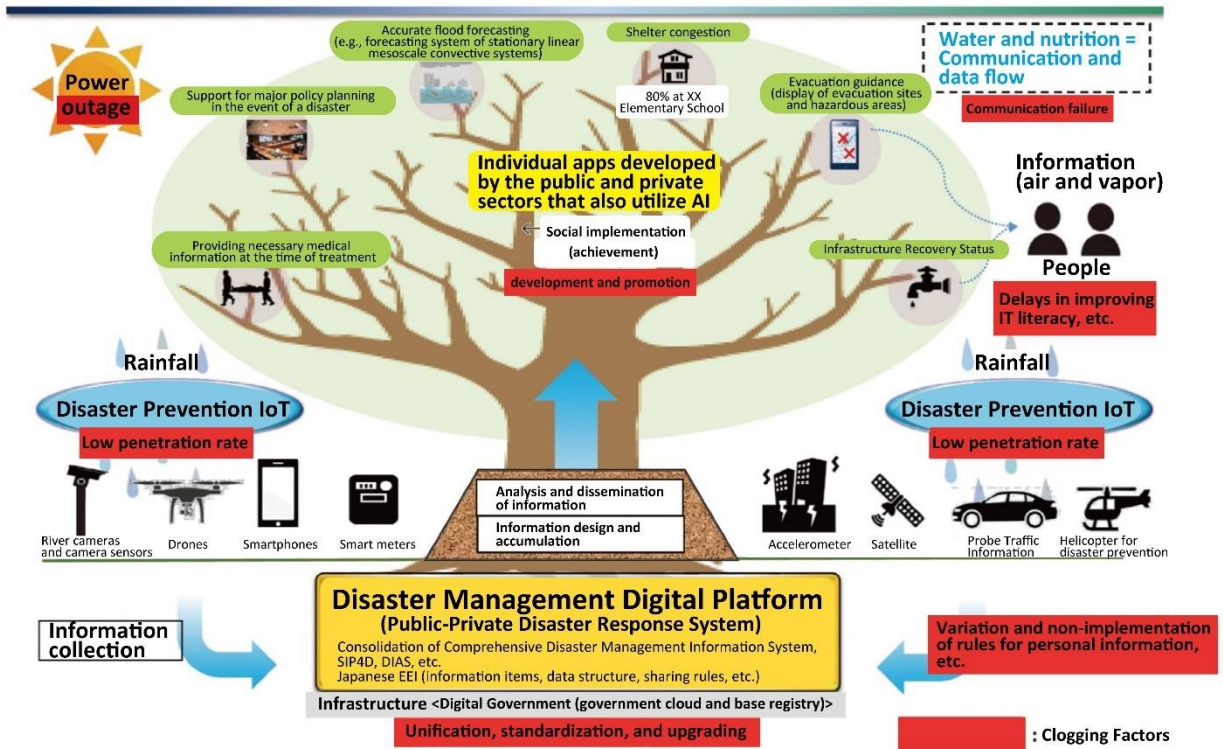 Power
outage
Accurate flood forecasting
(e.g., forecasting system of stationary linear
mesoscale convective systems)
Shelter congestion
80% at XX
Elementary School
Support for major policy planning
in the event of a disaster
Evacuation guidance
(display of evacuation sites
and hazardous areas)
Water and nutrition =
Communication and
data flow
Communication failure
Individual apps developed
by the public and private
sectors that also utilize AI
Social implementation
(achievement)
development and promotion
Information
(air and vapor)
People
Delays in improving
IT literacy, etc.
Providing necessary medical
information at the time of treatment
Infrastructure Recovery Status
Rainfall
Disaster Prevention IoT
Low penetration rate
Rainfall
Disaster Prevention IoT
Low penetration rate
River cameras
and camera sensors
Drones
Smartphones
Smart meters
Analysis and dissemination
of information
Information design and
accumulation
Accelerometer
Satellite
Probe Traffic
Information
Helicopter for
disaster prevention
Information
collection
Disaster Management Digital Platform
(Public-Private Disaster Response System)
Consolidation of Comprehensive Disaster Management Information System,
SIP4D, DIAS, etc.
Japanese EEI (information items, data structure, sharing rules, etc.)
Infrastructure <Digital Government (government cloud and base registry)>
Unification, standardization, and upgrading
Variation and non-implementation
of rules for personal information,
etc.
: Clogging Factors